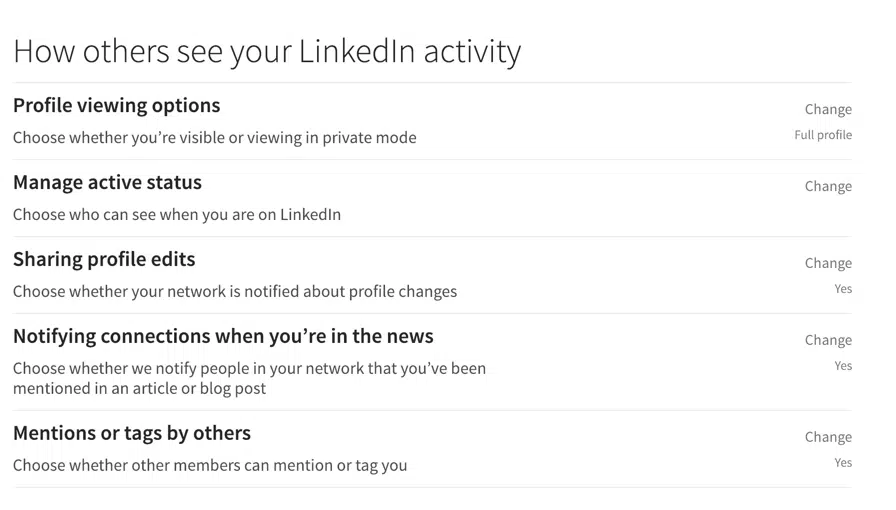 How others see your LinkedIn activity
Profile viewing options
Change
Choose whether you’re visible or viewing in private mode
Full profile
Manage active status
Change
Choose who can see when you are on LinkedIn
Sharing profile edits
Change
Choose whether your network is notified about profile changes
Yes
Notifying connections when you’re in the news
Change
Choose whether we notify people in your network that you’ve been
Yes
mentioned in an article or blog post
Mentions or tags by others
Change
Choose whether other members can mention or tag you
Yes